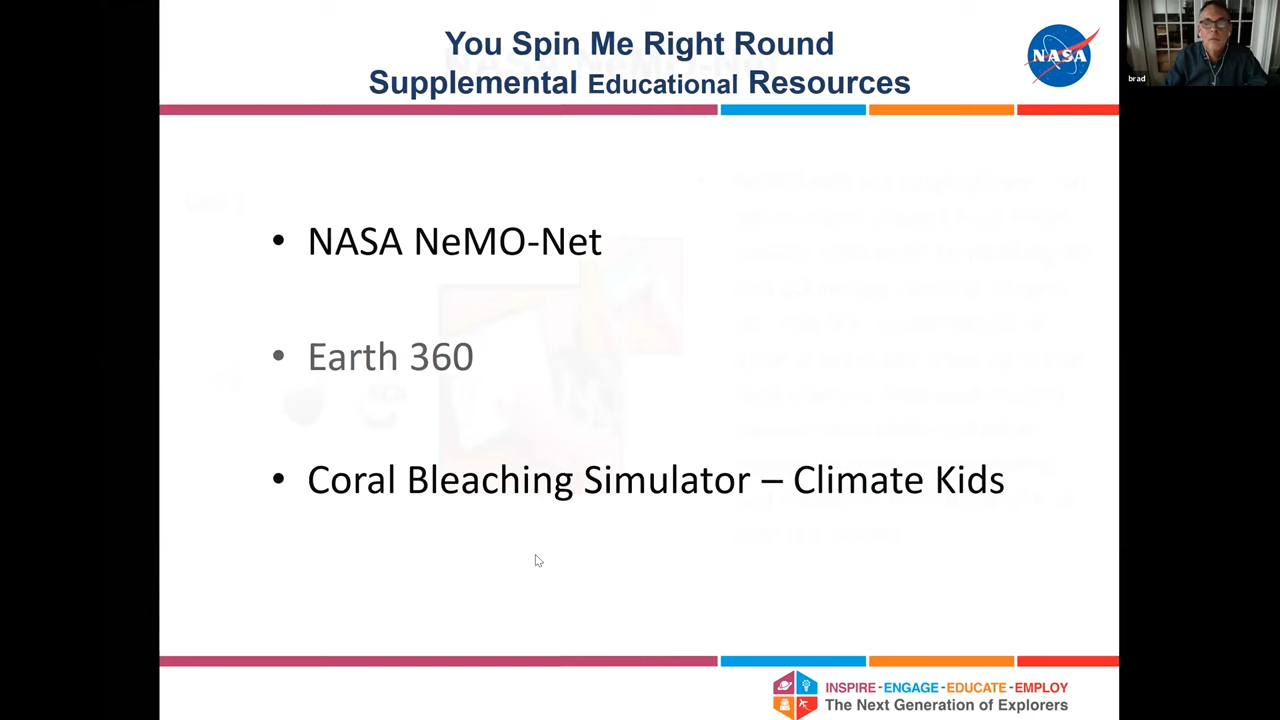 You Spin Me Right Round
Supplemental Educational Resources
NASA
brad
• NASA NeMO-Net
• Earth 360
• Coral Bleaching Simulator – Climate Kids
INSPIRE - ENGAGE - EDUCATE - EMPLOY
The Next Generation of Explorers